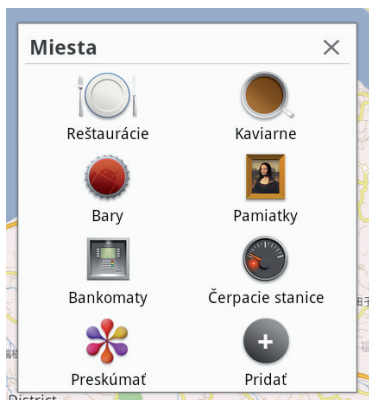 Miesta
Reštaurácie Kaviarne
Bary Pamiatky
Bankomaty Čerpacie stanice
Preskúmať Pridať
District